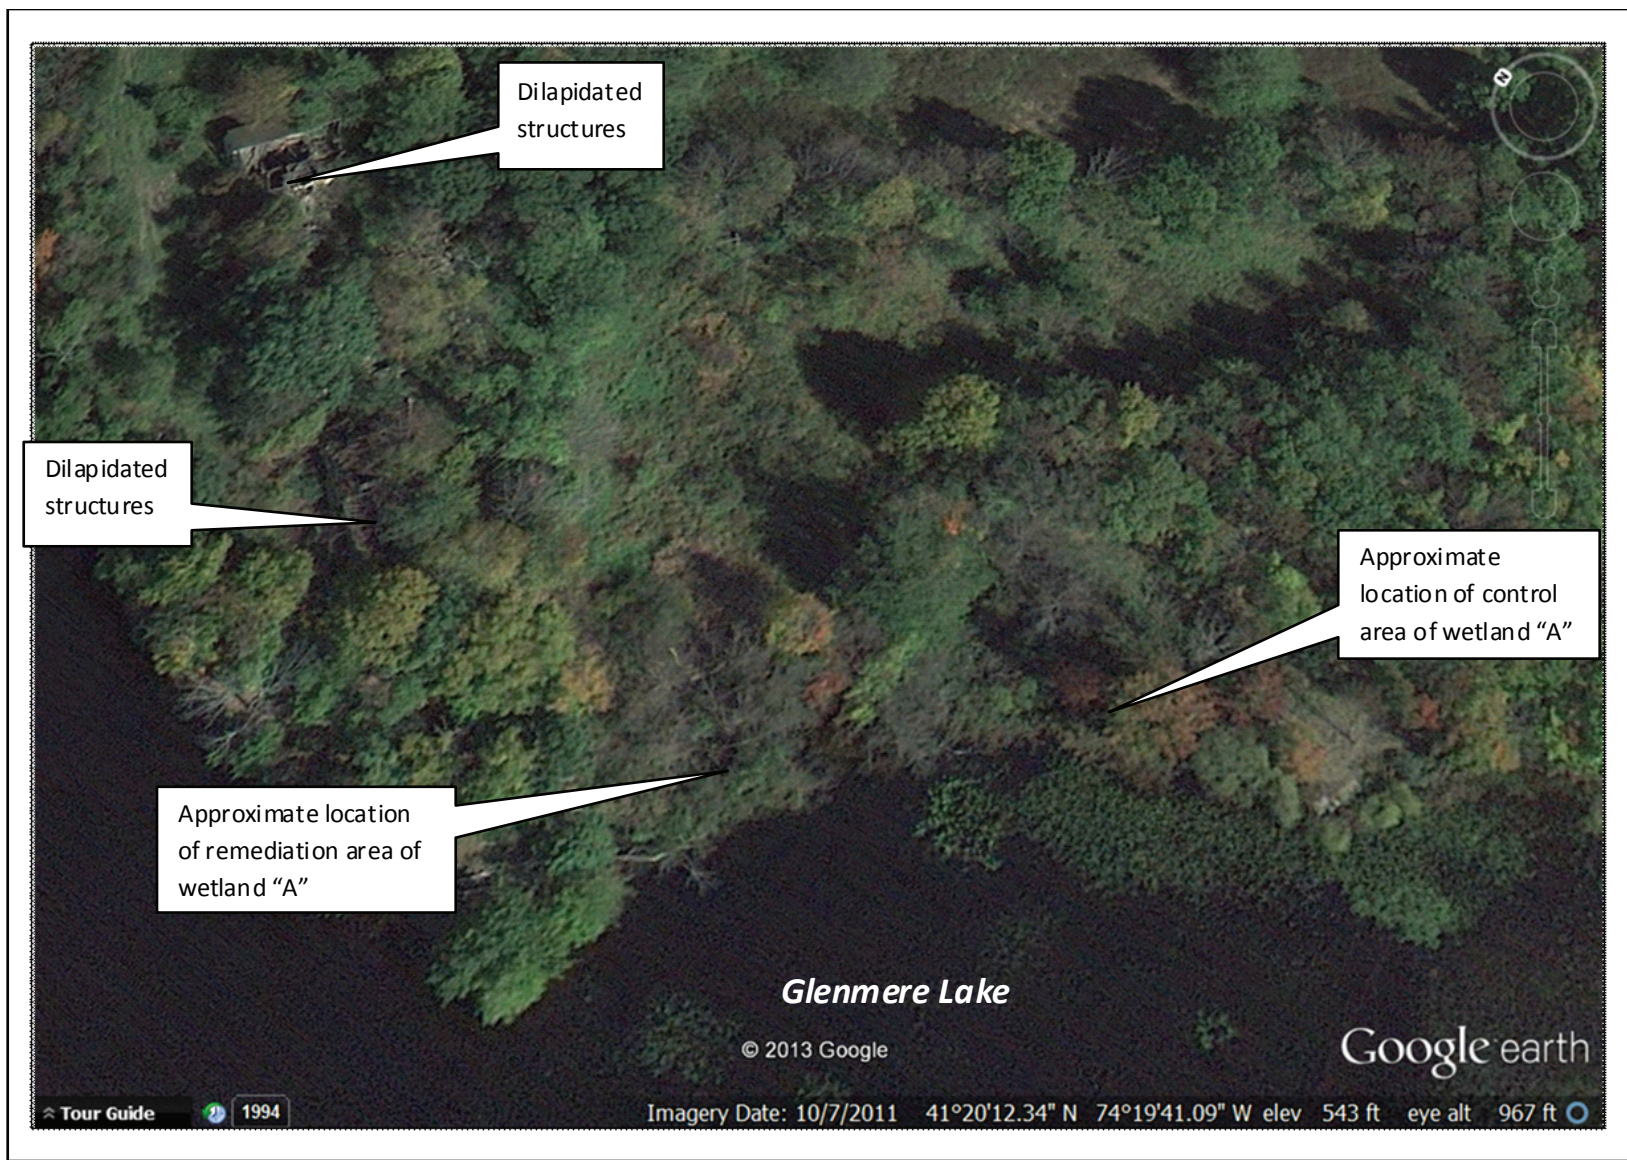 Dilapidated
structures
N
Dilapidated
structures
Approximate
location of control
area of wetland “A”
Approximate location
of remediation area of
wetland “A”
Glenmere Lake
© 2013 Google
Google earth
Tour Guide
1994
Imagery Date: 10/7/2011 41°20'12.34" N 74°19'41.09" W elev 543 ft eye alt 967 ft